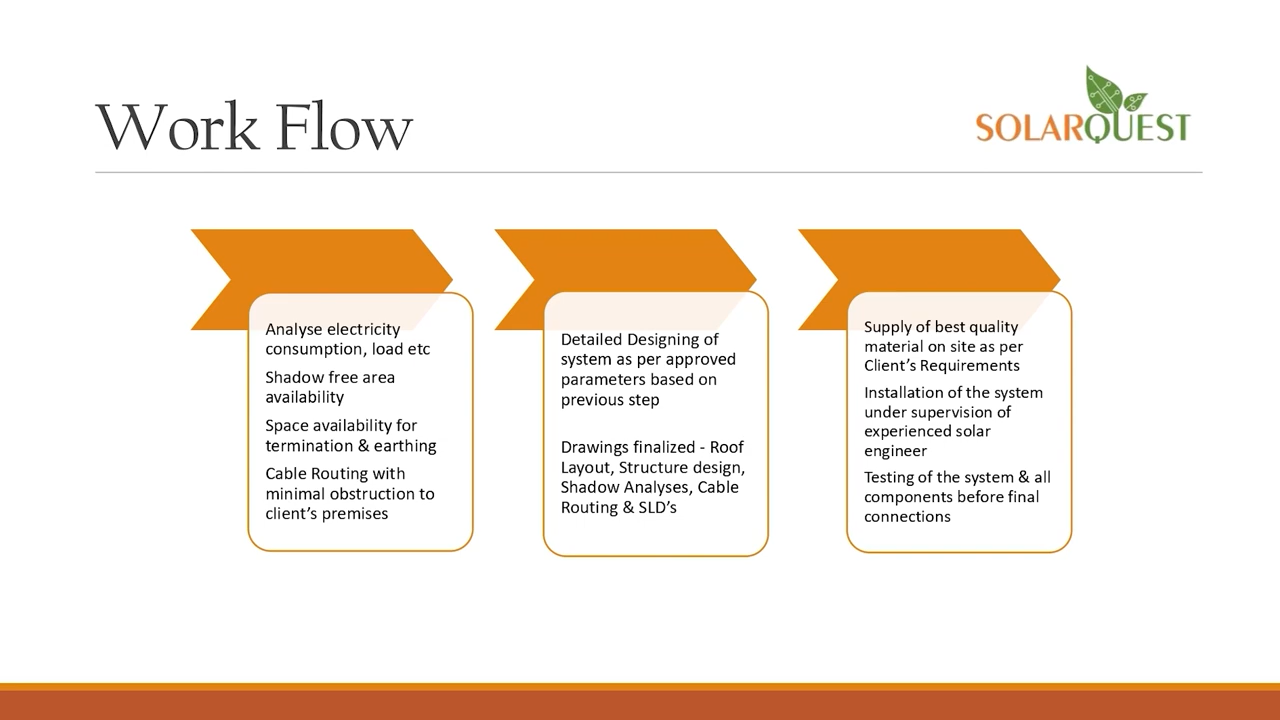 Work Flow
SOLARQUEST
Analyse electricity
consumption, load etc
Shadow free area
availability
Space availability for
termination & earthing
Cable Routing with
minimal obstruction to
client’s premises
Detailed Designing of
system as per approved
parameters based on
previous step
Drawings finalized - Roof
Layout, Structure design,
Shadow Analyses, Cable
Routing & SLD’s
Supply of best quality
material on site as per
Client’s Requirements
Installation of the system
under supervision of
experienced solar
engineer
Testing of the system & all
components before final
connections